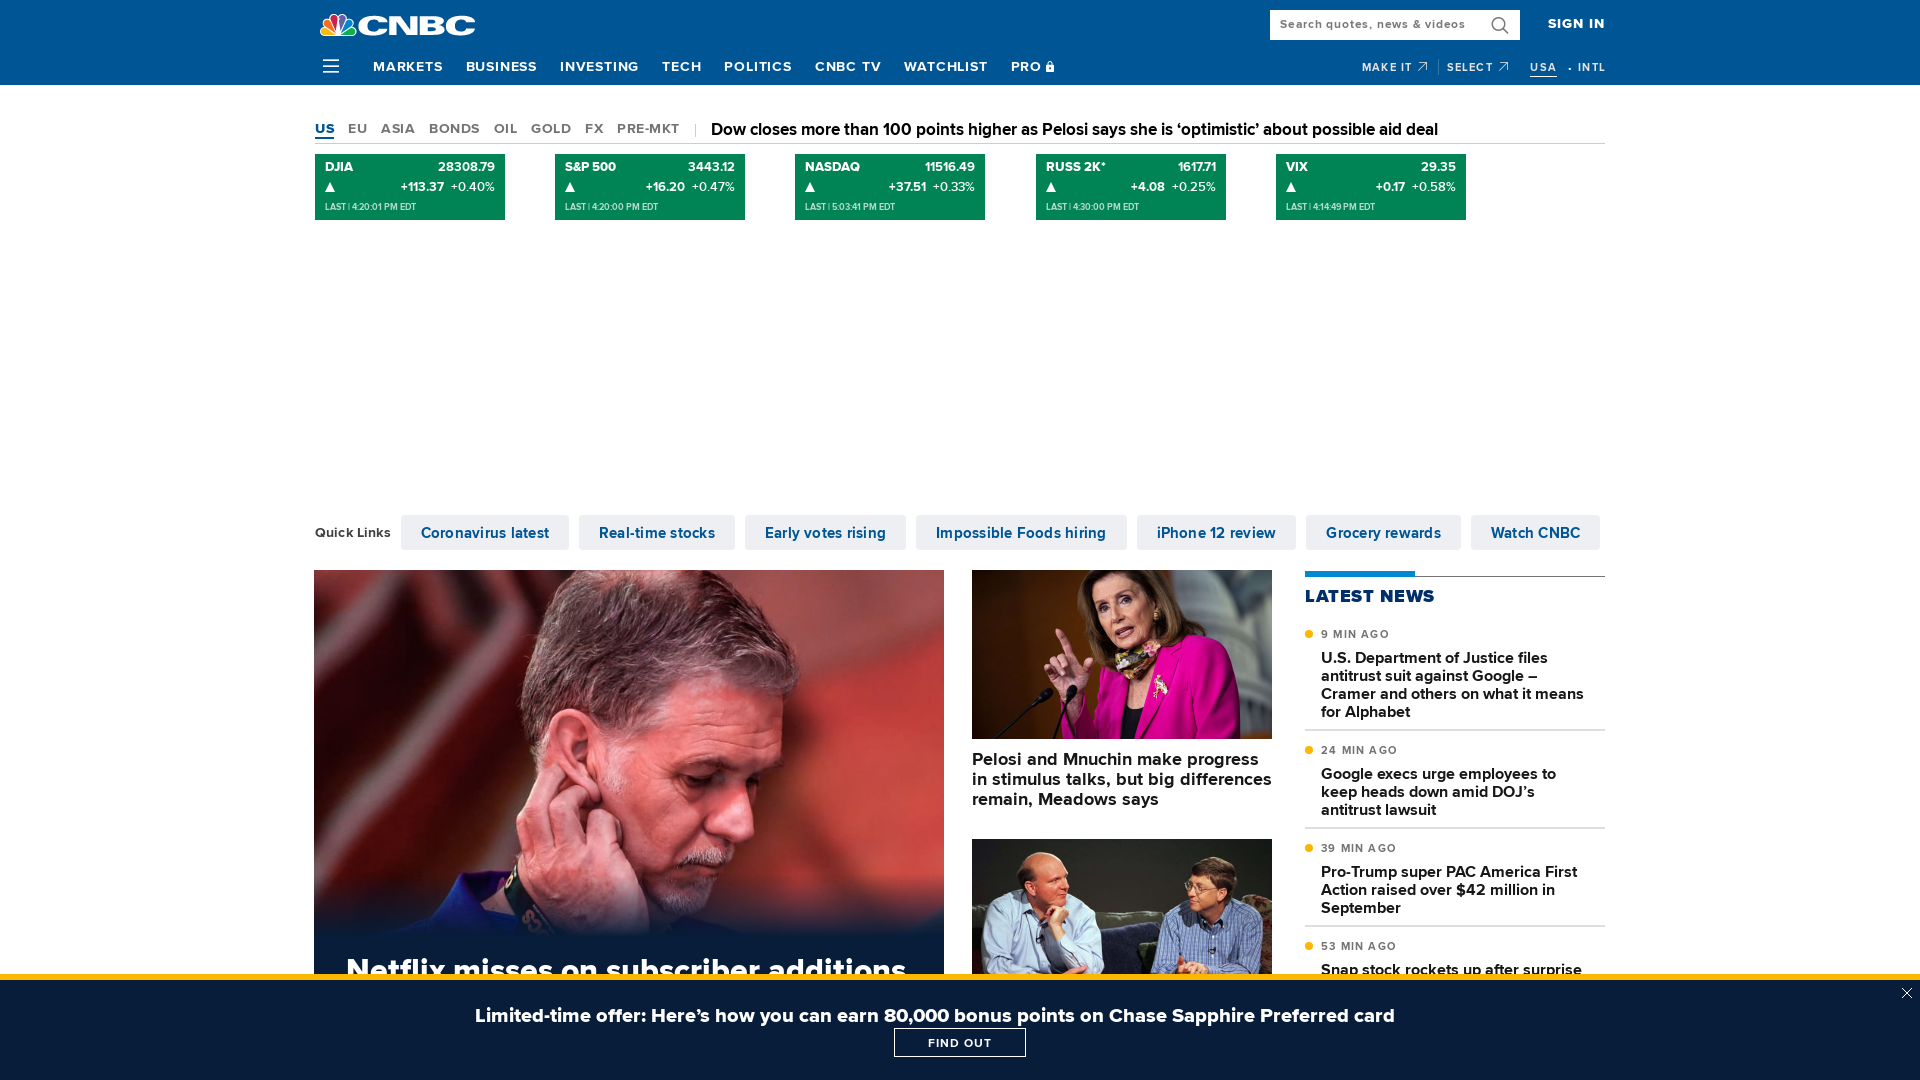 CNBC
Search quotes, news & videos
SIGN IN
MARKETS BUSINESS INVESTING TECH POLITICS CNBC TV WATCHLIST PRO
MAKE IT SELECT USA • INTL
US EU ASIA BONDS OIL GOLD FX PRE-MKT
Dow closes more than 100 points higher as Pelosi says she is ‘optimistic’ about possible aid deal
DJIA 28308.79
+113.37 +0.40%
LAST | 4:20:01 PM EDT
S&P 500 3443.12
+16.20 +0.47%
LAST | 4:20:00 PM EDT
NASDAQ 11516.49
+37.51 +0.33%
LAST | 5:03:41 PM EDT
RUSS 2K* 1617.71
+4.08 +0.25%
LAST | 4:30:00 PM EDT
VIX 29.35
+0.17 +0.58%
LAST | 4:14:49 PM EDT
Quick Links Coronavirus latest Real-time stocks Early votes rising Impossible Foods hiring iPhone 12 review Grocery rewards Watch CNBC
Netflix misses on subscriber additions
Pelosi and Mnuchin make progress
in stimulus talks, but big differences
remain, Meadows says
LATEST NEWS
9 MIN AGO
U.S. Department of Justice files
antitrust suit against Google –
Cramer and others on what it means
for Alphabet
24 MIN AGO
Google execs urge employees to
keep heads down amid DOJ’s
antitrust lawsuit
39 MIN AGO
Pro-Trump super PAC America First
Action raised over $42 million in
September
53 MIN AGO
Snap stock rockets up after surprise
Limited-time offer: Here’s how you can earn 80,000 bonus points on Chase Sapphire Preferred card
FIND OUT